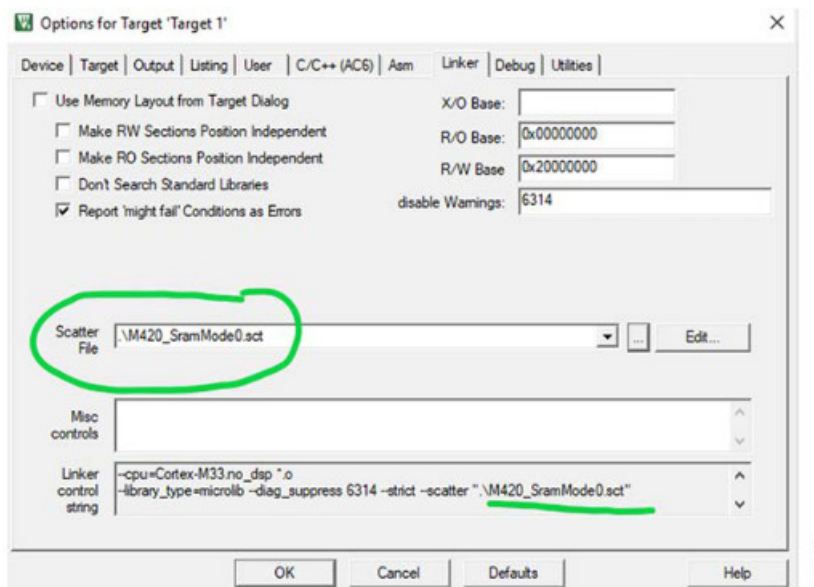 Options for Target 'Target 1'
Device | Target | Output | Listing | User | C/C++ (AC6) | Asm | Linker | Debug | Utilities |
Use Memory Layout from Target Dialog
Make RW Sections Position Independent
Make RO Sections Position Independent
Don't Search Standard Libraries
Report 'might fail' Conditions as Errors
X/O Base:
R/O Base: 0x00000000
R/W Base 0x20000000
disable Warnings: 6314
Scatter File .\M420_SramMode0.sct ... Edit...
Misc controls
Linker control string
--cpu=Cortex-M33.no_dsp *.o
--library_type=microlib --diag_suppress 6314 --strict --scatter ".\M420_SramMode0.sct"
OK Cancel Defaults Help